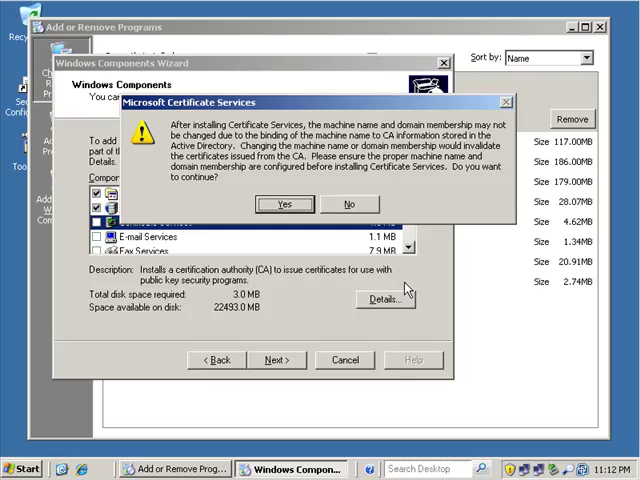 Recy
Add or Remove Programs
Sort by: Name
Windows Components Wizard
Windows Components
You can
Microsoft Certificate Services
After installing Certificate Services, the machine name and domain membership may not
be changed due to the binding of the machine name to CA information stored in the
Active Directory. Changing the machine name or domain membership would invalidate
the certificates issued from the CA. Please ensure the proper machine name and
domain membership are configured before installing Certificate Services. Do you want
to continue?
Yes
No
Remove
Size 117.00MB
Size 186.00MB
Size 179.00MB
Size 28.07MB
Size 4.62MB
Size 1.34MB
Size 20.91MB
Size 2.74MB
To add
part of th
Details.
Compon
E-mail Services 1.1 MB
Fax Services 7.9 MB
Description: Installs a certification authority (CA) to issue certificates for use with
public key security programs.
Total disk space required: 3.0 MB
Space available on disk: 22493.0 MB
Details...
< Back
Next >
Cancel
Help
Start
Add or Remove Prog...
Windows Compon...
Search Desktop
11:12 PM